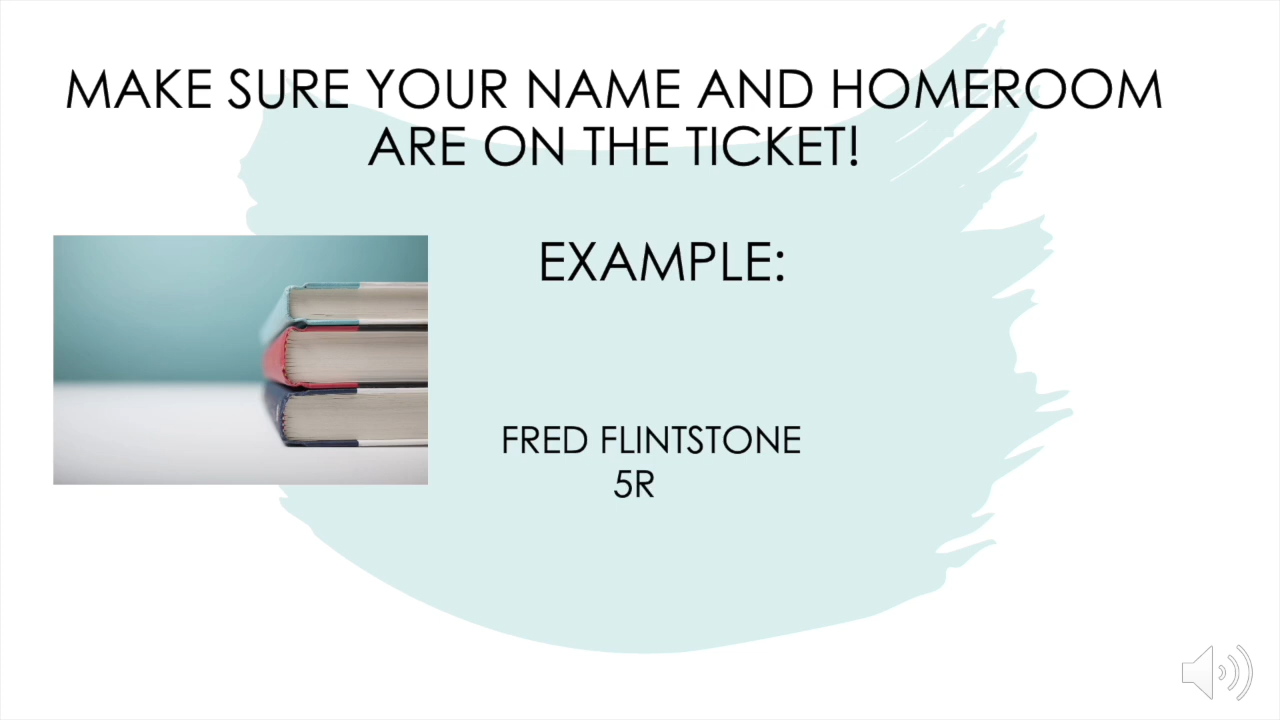 MAKE SURE YOUR NAME AND HOMEROOM
ARE ON THE TICKET!
EXAMPLE:
FRED FLINTSTONE
5R